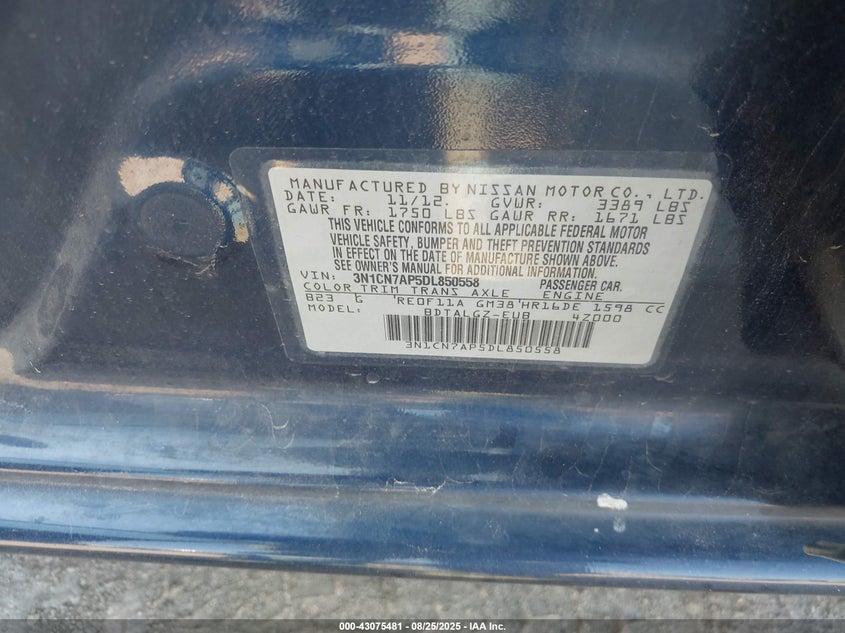 MANUFACTURED BY NISSAN MOTOR CO., LTD.
DATE: 11/12. GVWR: 3389 LBS
GAWR FR: 1750 LBS GAWR RR: 1671 LBS
THIS VEHICLE CONFORMS TO ALL APPLICABLE FEDERAL MOTOR
VEHICLE SAFETY, BUMPER AND THEFT PREVENTION STANDARDS
IN EFFECT ON THE DATE OF MANUFACTURE SHOWN ABOVE.
SEE OWNER'S MANUAL FOR ADDITIONAL INFORMATION.
VIN: 3N1CN7AP5DL850558 PASSENGER CAR.
COLOR TRIM TRANS AXLE ENGINE
B23 G RE0F11A GM38 HR16DE 1598 CC
MODEL: BDTALGZ-EUB 4Z000
3N1CN7AP5DL850558
000-43075481 - 08/25/2025 - IAA Inc.